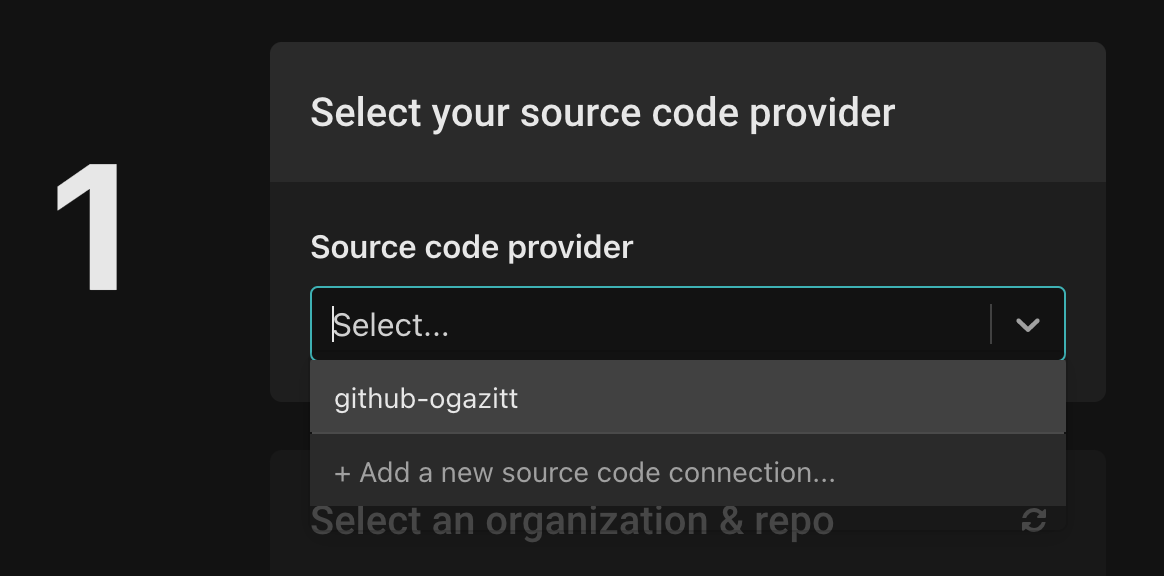 1
Select your source code provider
Source code provider
Select...
github-ogazitt
+ Add a new source code connection...
Select an organization & repo